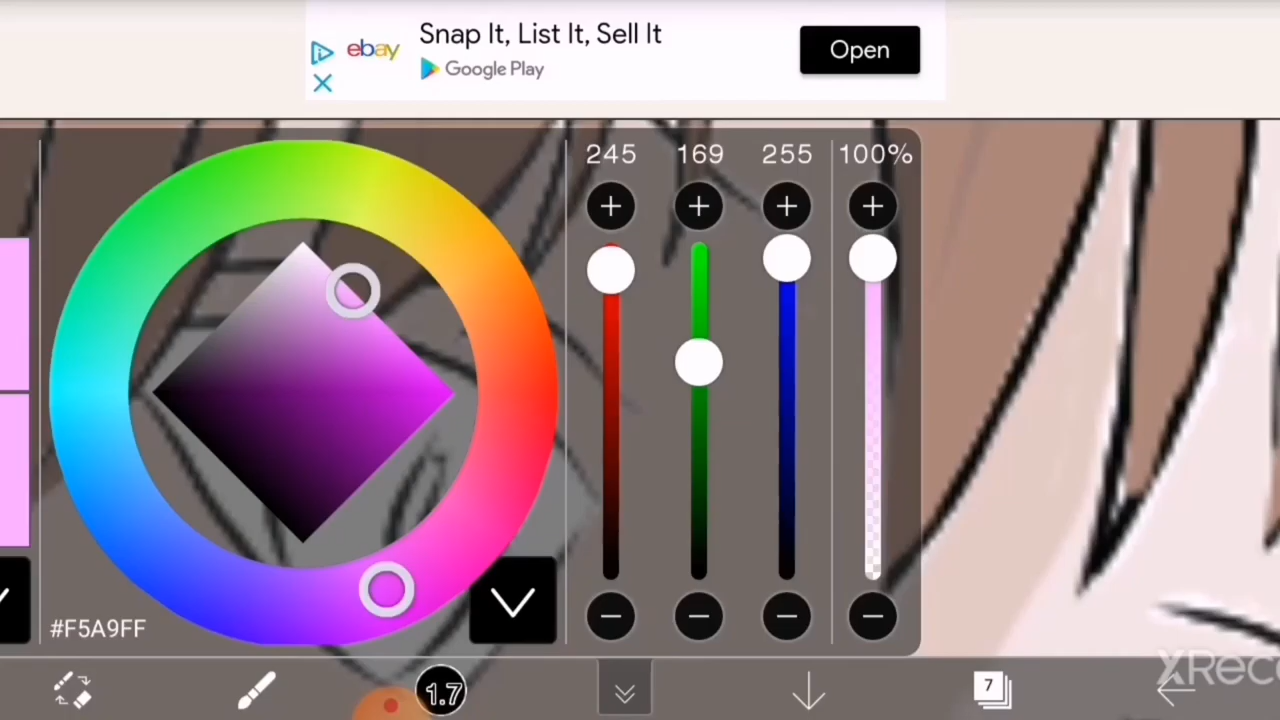 Snap It, List It, Sell It
ebay
Google Play
Open
245 169 255 100%
#F5A9FF
1.7
7
XRec